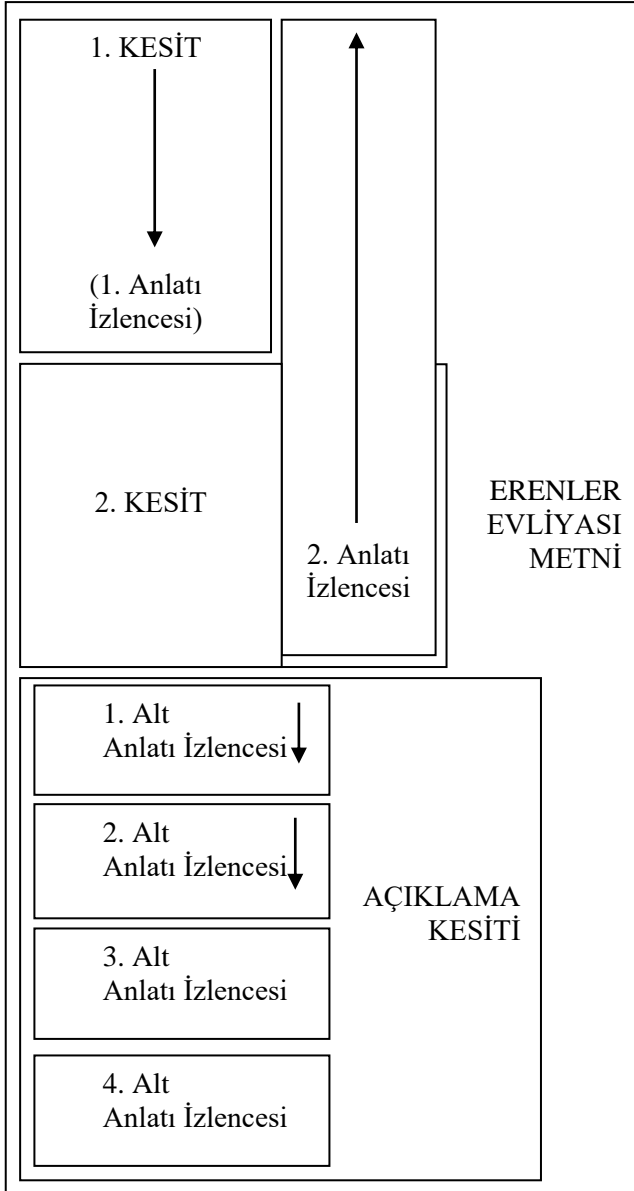 1. KESİT
(1. Anlatı
İzlencesi)
2. KESİT
2. Anlatı
İzlencesi
ERENLER
EVLİYASI
METNİ
1. Alt
Anlatı İzlencesi
2. Alt
Anlatı İzlencesi
3. Alt
Anlatı İzlencesi
4. Alt
Anlatı İzlencesi
AÇIKLAMA
KESİTİ